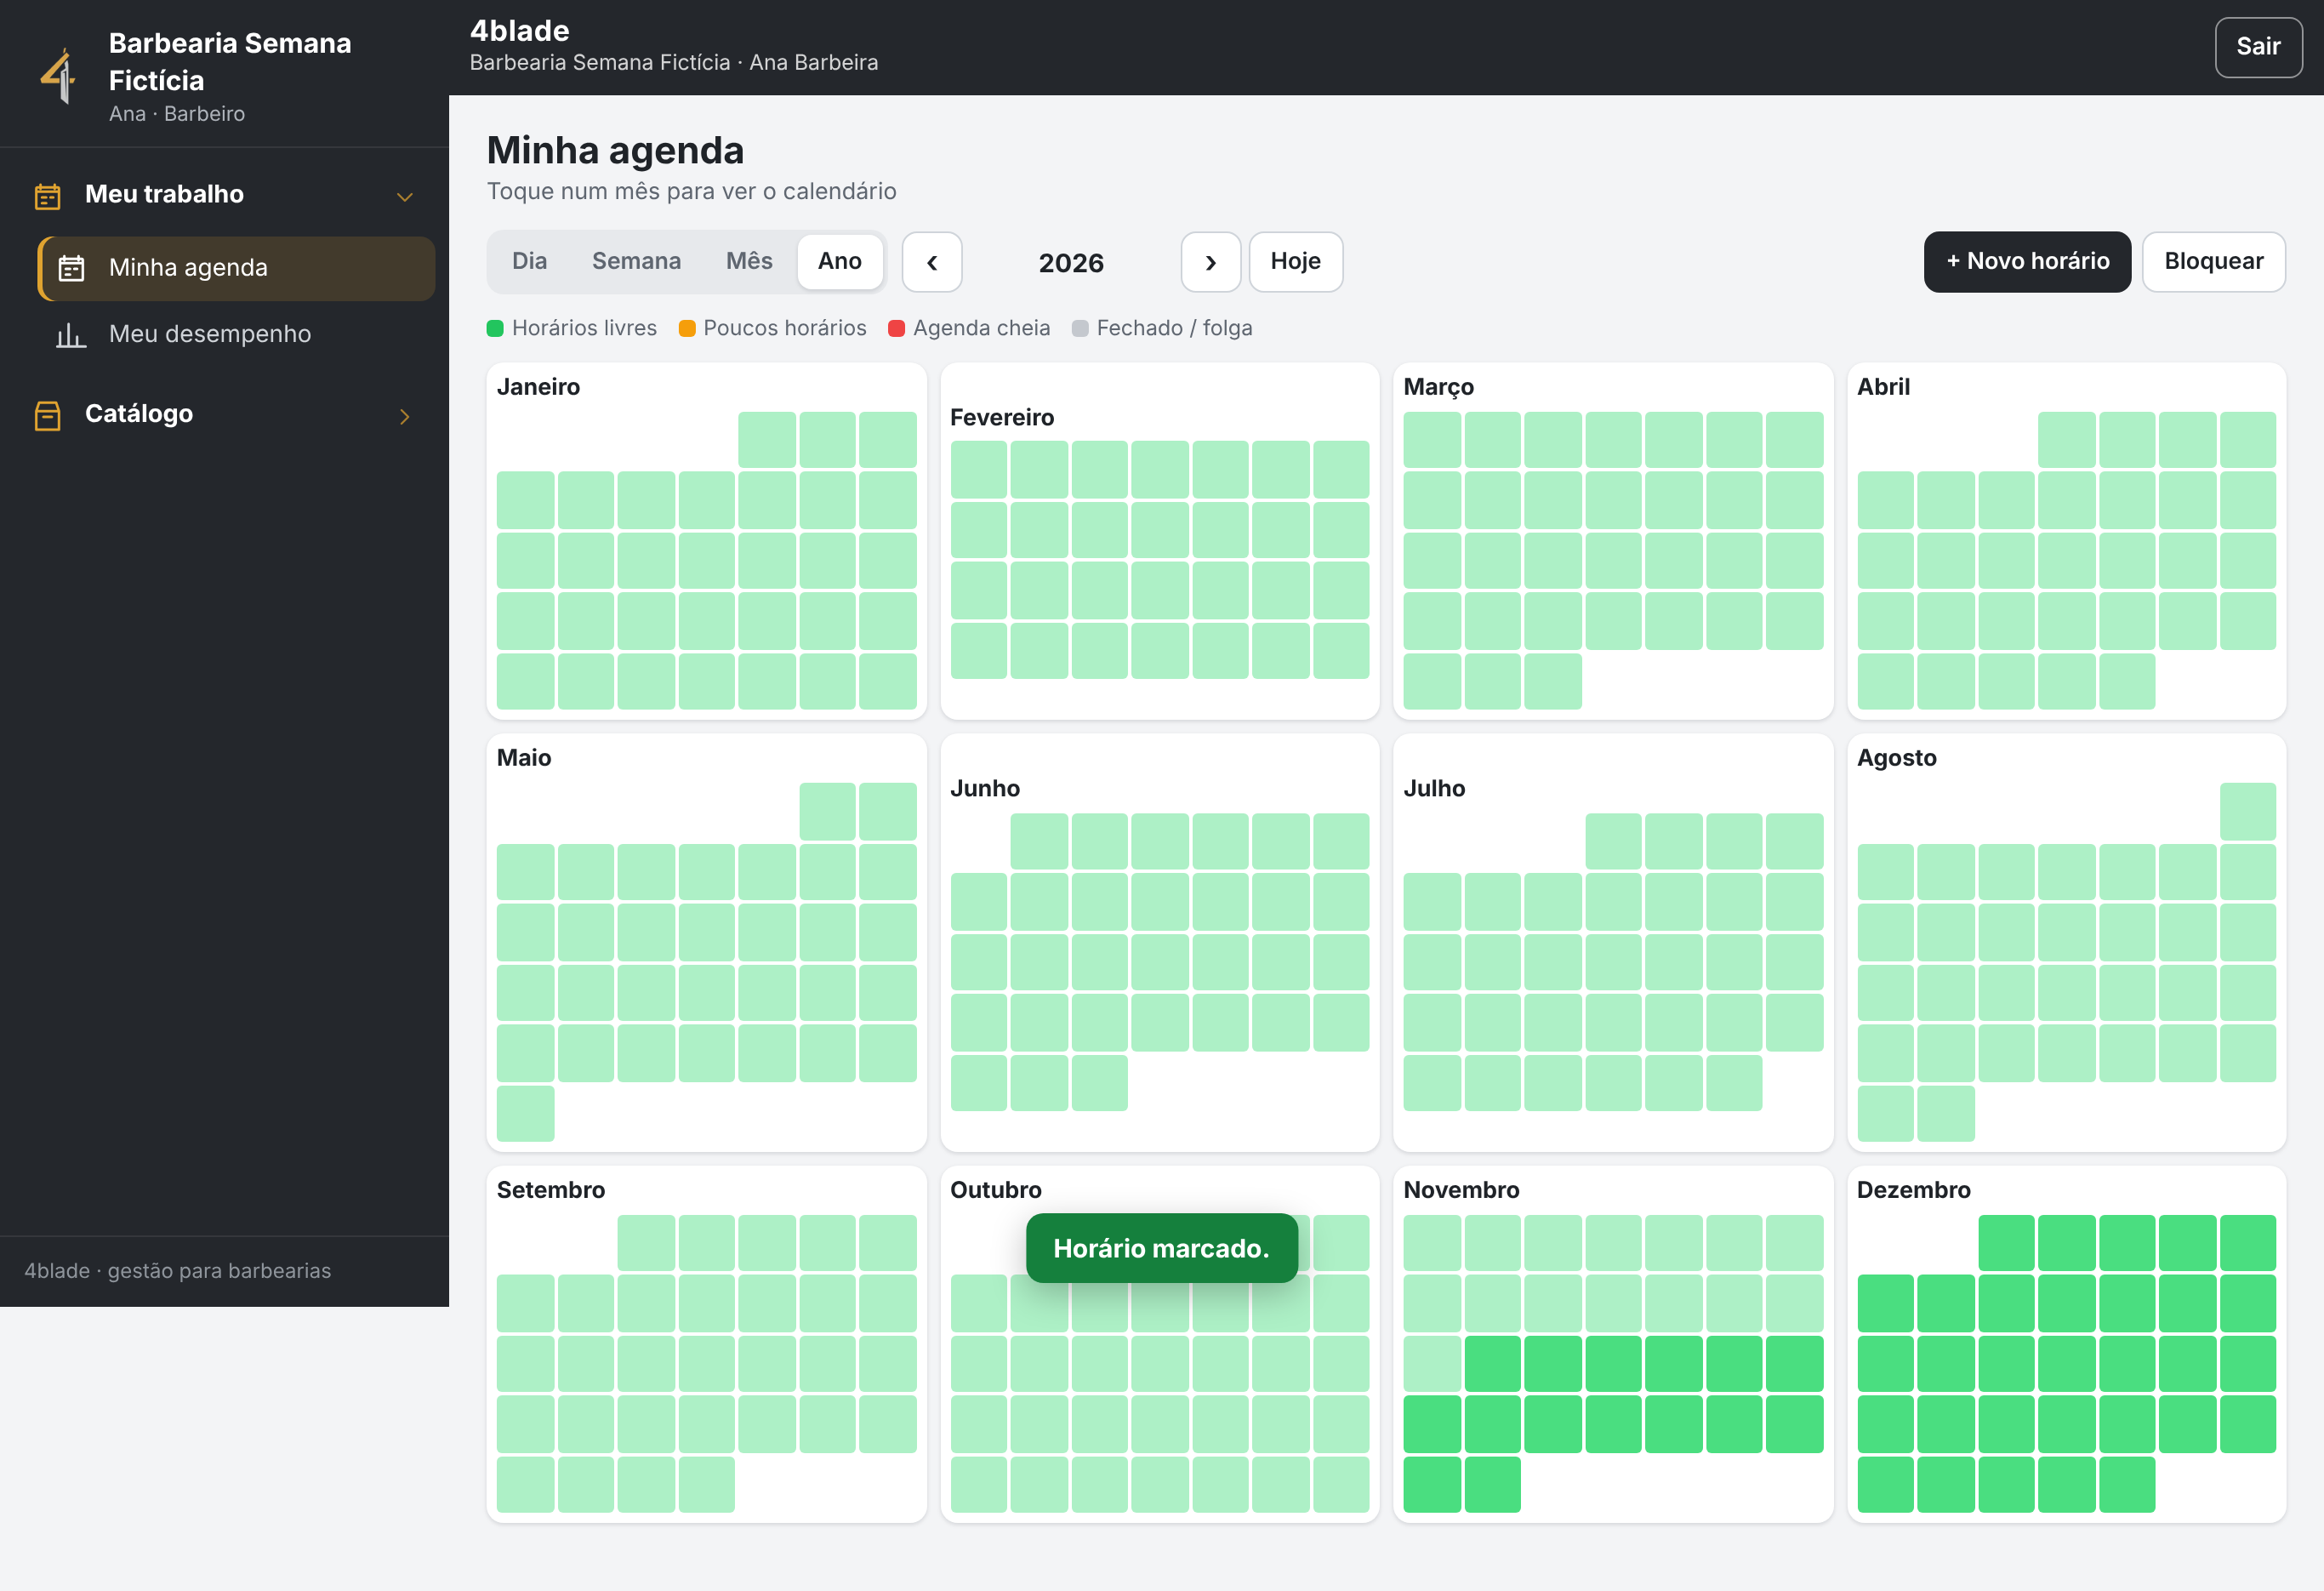 Barbearia Semana
Fictícia
Ana · Barbeiro
Meu trabalho
Minha agenda
Meu desempenho
Catálogo
4blade · gestão para barbearias
4blade
Barbearia Semana Fictícia · Ana Barbeira
Sair
Minha agenda
Toque num mês para ver o calendário
Dia Semana Mês Ano ‹ 2026 › Hoje + Novo horário Bloquear
Horários livres Poucos horários Agenda cheia Fechado / folga
Janeiro
Fevereiro
Março
Abril
Maio
Junho
Julho
Agosto
Setembro
Outubro
Novembro
Dezembro
Horário marcado.